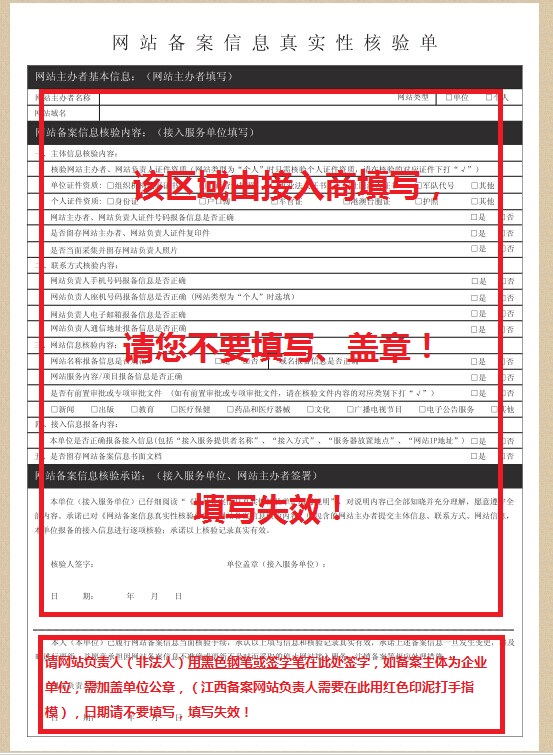 网站备案信息真实性核验单
网站主办者基本信息：（网站主办者填写）
网站主办者名称 网站类型 □单位 □个人
网站域名
网站备案信息核验内容：（接入服务单位填写）
一、主体信息核验内容：
核验网站主办者、网站负责人证件资质(网站类型为“个人”时只需核验个人证件资质，请在核验的对应证件下打“√”)
单位证件资质: □组织机 □军队代号 □其他
个人证件资质: □身份证 □户口簿 □军官证 □港澳台胞证 □护照 □其他
该区域由接入商填写
网站主办者、网站负责人证件号码报备信息是否正确 □是 □否
是否留存网站主办者、网站负责人证件复印件 □是 □否
是否当面采集并留存网站负责人照片 □是 □否
二、联系方式核验内容:
网站负责人手机号码报备信息是否正确 □是 □否
网站负责人座机号码报备信息是否正确(网站类型为“个人”时选填) □是 □否
网站负责人电子邮箱报备信息是否正确 □是 □否
网站负责人通信地址报备信息是否正确 □是 □否
三、网站信息核验内容:
请您不要填写、盖章！
网站名称报备信息是否 □是 □否 域名报备信息是否正确 □是 □否
网站服务内容/项目报备信息是否正确 □是 □否
是否有前置审批或专项审批文件 (如有前置审批或专项审批文件，请在核验文件内容的对应类别下打“√”) □是 □否
□新闻 □出版 □教育 □医疗保健 □药品和医疗器械 □文化 □广播电视节目 □电子公告服务 □其他
四、接入信息报备内容:
本单位是否正确报备接入信息(包括“接入服务提供者名称”、“接入方式”、“服务器放置地点”、“网站IP地址”) □是 □否
五、是否留存网站备案信息书面文档 □是 □否
网站备案信息核验承诺：（接入服务单位、网站主办者签署）
本单位（接入服务单位）已仔细阅读“《 说明”，对说明内容已全部知晓并充分理解，愿意遵守全
填写失效！
部内容。承诺已对《网站备案信息真实性核验 包含的网站主办者提交主体信息、联系方式、网站信息，
本单位报备的接入信息进行逐项核验；承诺以上核验记录真实有效。
核验人签字： 单位盖章（接入服务单位）：
日 期： 年 月 日
本人（本单位）已履行网站备案信息当面核验手续，承认以上填写信息和核验记录真实有效，承诺上述备案信息一旦发生变更，
请网站负责人（非法人）用黑色钢笔或签字笔在此处签字，如备案主体为企业
单位，需加盖单位公章，（江西备案网站负责人需要在此用红色印泥打手指
模），日期请不要填写，填写失效！